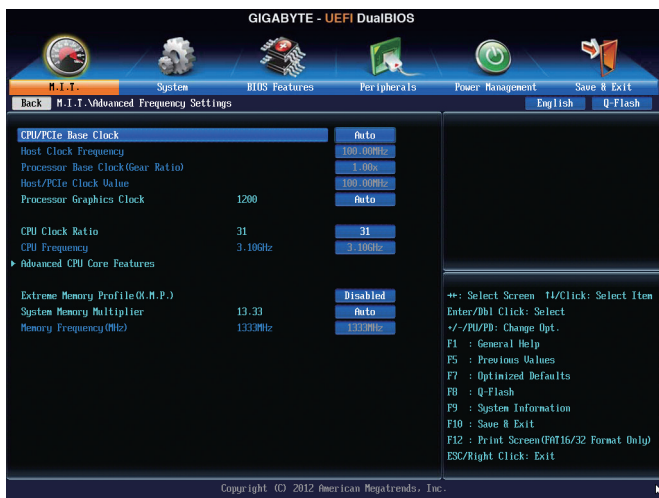 GIGABYTE - UEFI DualBIOS
M.I.T. System BIOS Features Peripherals Power Management Save & Exit
Back M.I.T.\Advanced Frequency Settings English Q-Flash
CPU/PCIe Base Clock Auto
Host Clock Frequency 100.00MHz
Processor Base Clock(Gear Ratio) 1.00x
Host/PCIe Clock Value 100.00MHz
Processor Graphics Clock 1200 Auto
CPU Clock Ratio 31 31
CPU Frequency 3.10GHz 3.10GHz
Advanced CPU Core Features
Extreme Memory Profile(X.M.P.) Disabled
System Memory Multiplier 13.33 Auto
Memory Frequency(MHz) 1333MHz 1333MHz
→←: Select Screen ↑↓/Click: Select Item
Enter/Dbl Click: Select
+/-/PU/PD: Change Opt.
F1 : General Help
F5 : Previous Values
F7 : Optimized Defaults
F8 : Q-Flash
F9 : System Information
F10 : Save & Exit
F12 : Print Screen(FAT16/32 Format Only)
ESC/Right Click: Exit
Copyright (C) 2012 American Megatrends, Inc.